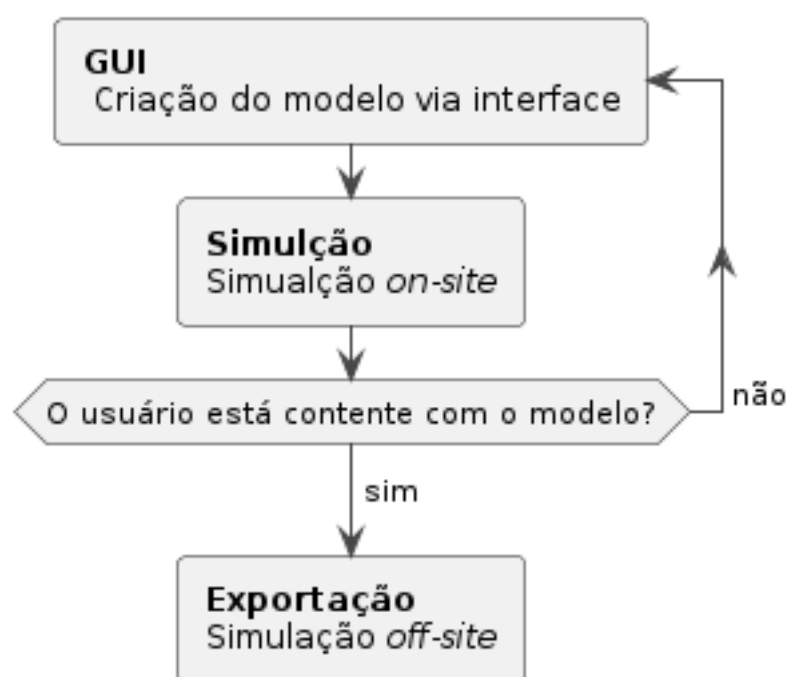 GUI
Criação do modelo via interface
Simulção
Simualção on-site
O usuário está contente com o modelo?
não
sim
Exportação
Simulação off-site